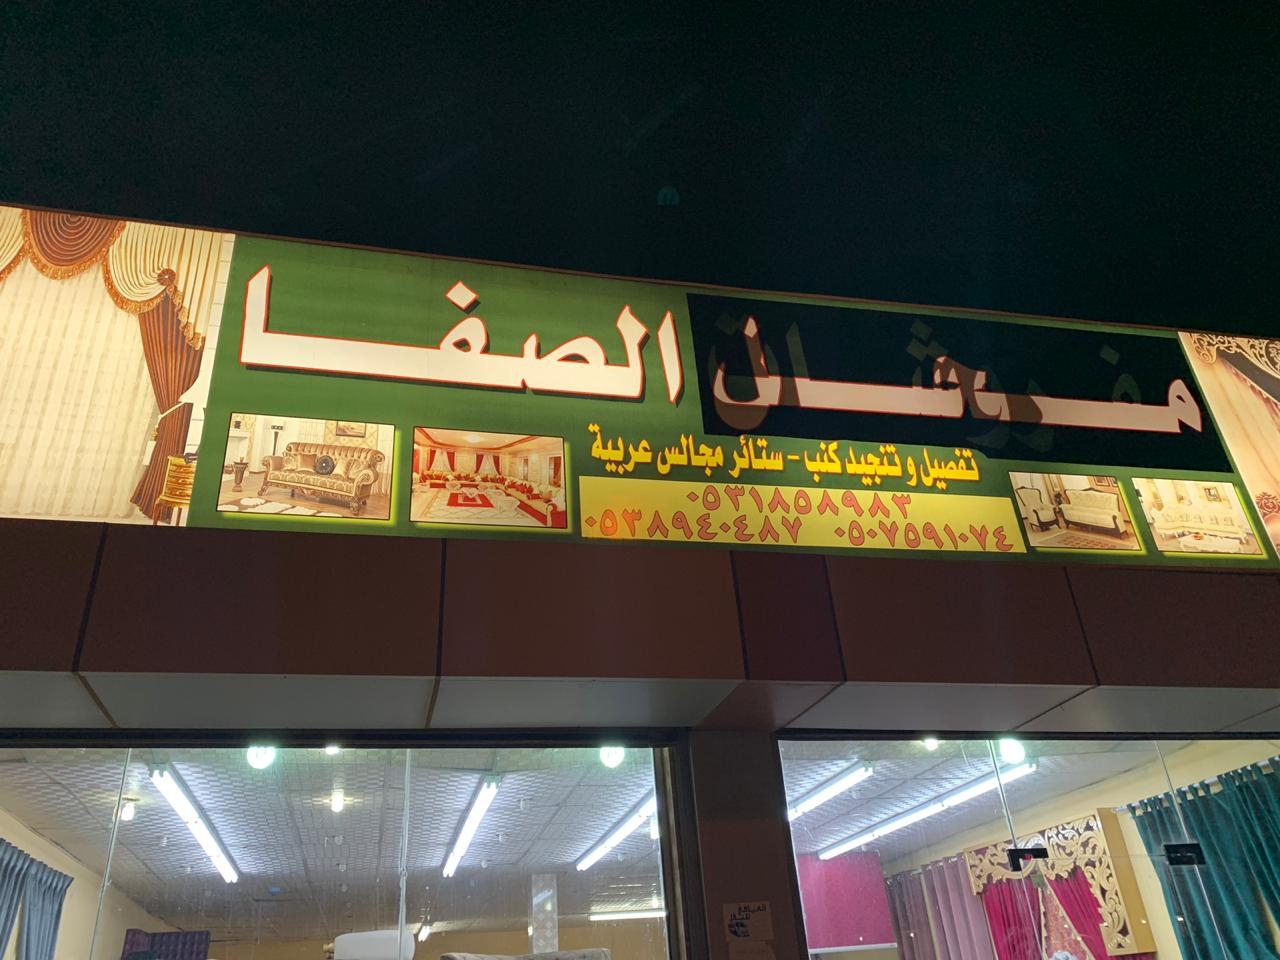 مفروشات الصفا
تفصيل و تنجيد كنب - ستائر مجالس عربية
٠٥٣١٨٥٨٩٨٣
٠٥٣٨٩٤٠٤٨٧ ٠٥٠٧٥٩١٠٧٤